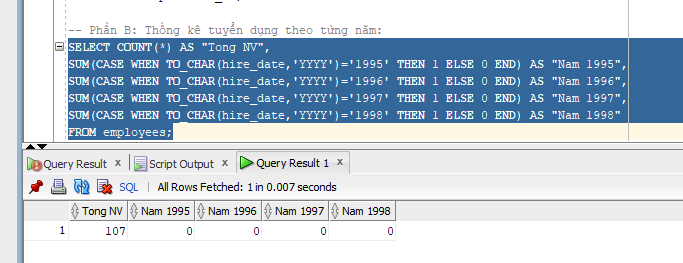 -- Phần B: Thống kê tuyển dụng theo từng năm:
SELECT COUNT(*) AS "Tong NV",
SUM(CASE WHEN TO_CHAR(hire_date,'YYYY')='1995' THEN 1 ELSE 0 END) AS "Nam 1995",
SUM(CASE WHEN TO_CHAR(hire_date,'YYYY')='1996' THEN 1 ELSE 0 END) AS "Nam 1996",
SUM(CASE WHEN TO_CHAR(hire_date,'YYYY')='1997' THEN 1 ELSE 0 END) AS "Nam 1997",
SUM(CASE WHEN TO_CHAR(hire_date,'YYYY')='1998' THEN 1 ELSE 0 END) AS "Nam 1998"
FROM employees;
Query Result x Script Output x Query Result 1 x
SQL | All Rows Fetched: 1 in 0.007 seconds
Tong NV Nam 1995 Nam 1996 Nam 1997 Nam 1998
1 107 0 0 0 0